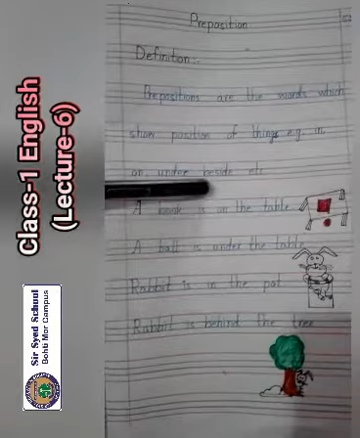 Preposition
Definition:-
Prepositions are the words which
show position of things e.g. in,
on, under beside etc
A book is on the table
A ball is under the table
Rabbit is in the pot
Rabbit is behind the tree
Class-1 English
(Lecture-6)
Sir Syed School
Bohti Mor Campus